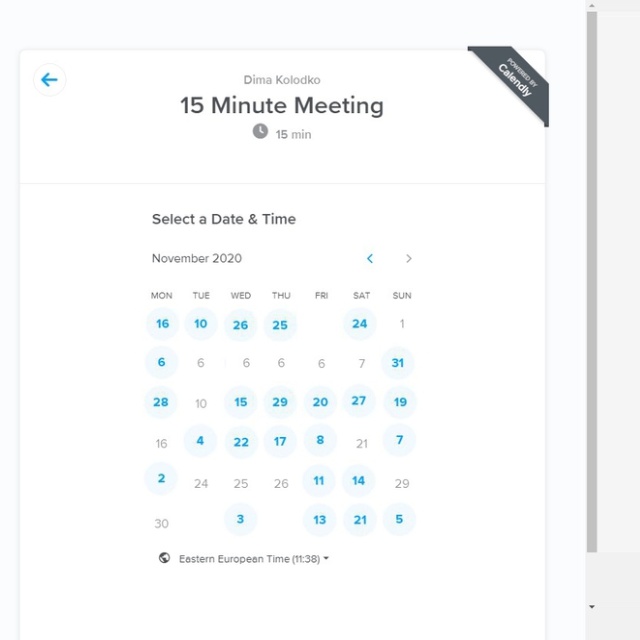 Dima Kolodko
15 Minute Meeting
15 min
POWERED BY
Calendly
Select a Date & Time
November 2020
MON TUE WED THU FRI SAT SUN
16 10 26 25 24 1
6 6 6 6 6 7 31
28 10 15 29 20 27 19
16 4 22 17 8 21 7
2 24 25 26 11 14 29
30 3 13 21 5
Eastern European Time (11:38)